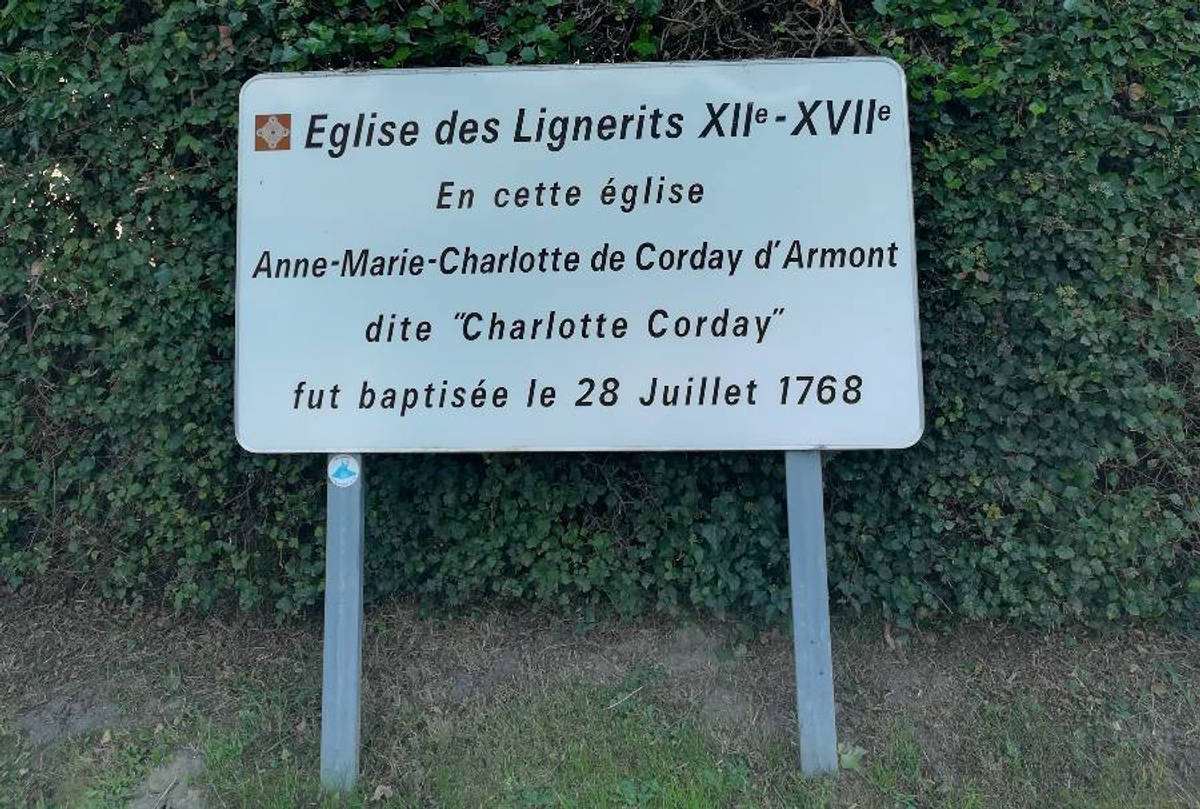 Eglise des Lignerits XIIe-XVIIe
En cette église
Anne-Marie-Charlotte de Corday d'Armont
dite "Charlotte Corday"
fut baptisée le 28 Juillet 1768